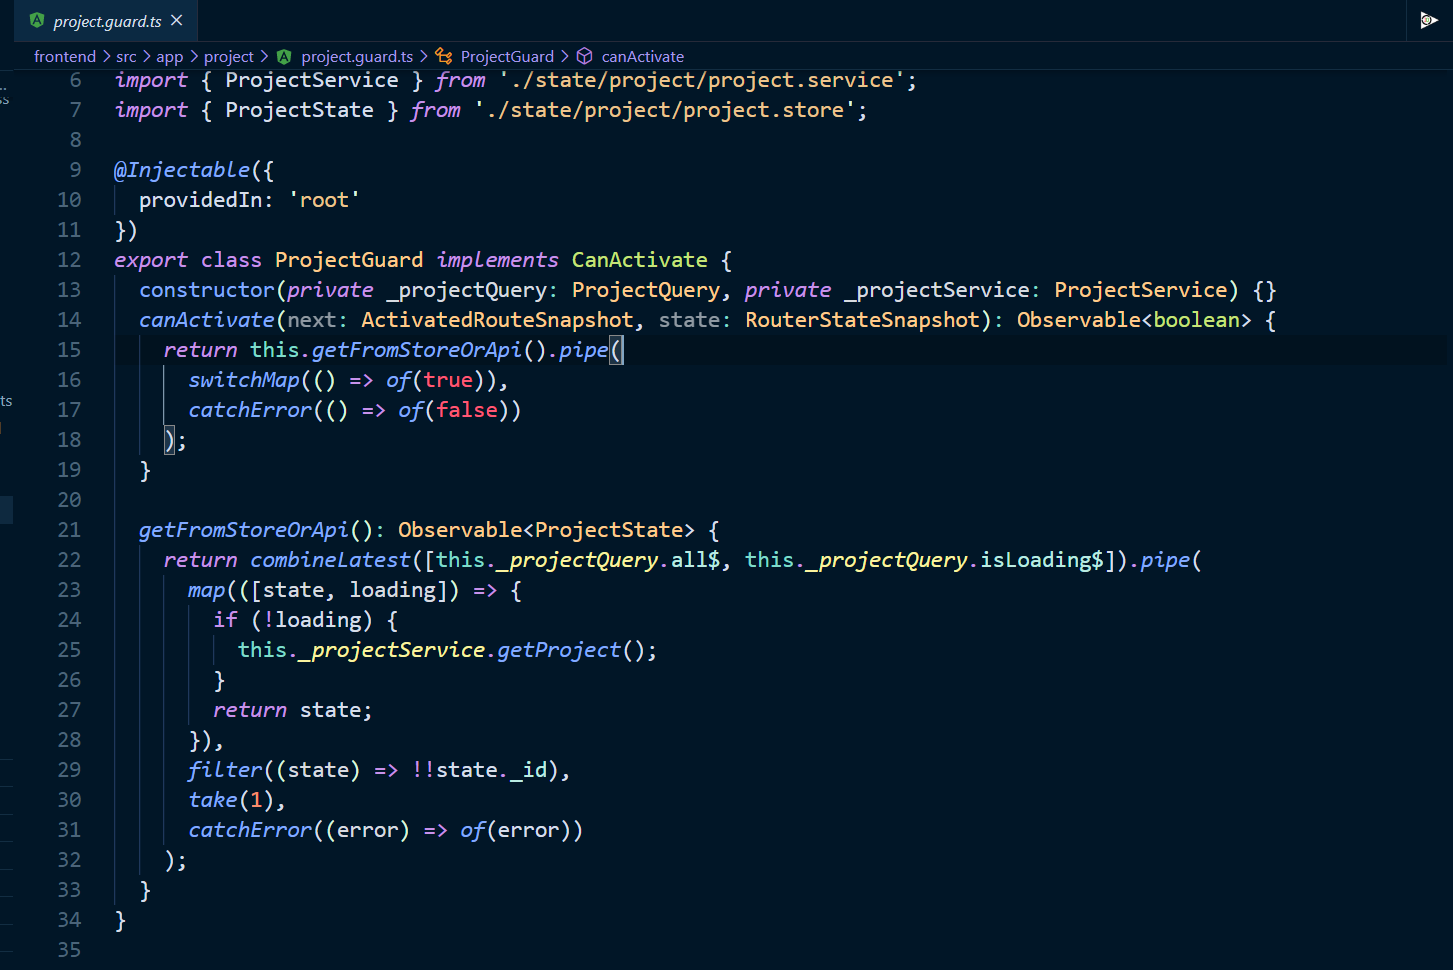 project.guard.ts
frontend > src > app > project > project.guard.ts > ProjectGuard > canActivate
6 import { ProjectService } from './state/project/project.service';
7 import { ProjectState } from './state/project/project.store';
8
9 @Injectable({
10   providedIn: 'root'
11 })
12 export class ProjectGuard implements CanActivate {
13   constructor(private _projectQuery: ProjectQuery, private _projectService: ProjectService) {}
14   canActivate(next: ActivatedRouteSnapshot, state: RouterStateSnapshot): Observable<boolean> {
15     return this.getFromStoreOrApi().pipe(
16       switchMap(() => of(true)),
17       catchError(() => of(false))
18     );
19   }
20
21   getFromStoreOrApi(): Observable<ProjectState> {
22     return combineLatest([this._projectQuery.all$, this._projectQuery.isLoading$]).pipe(
23       map(([state, loading]) => {
24         if (!loading) {
25           this._projectService.getProject();
26         }
27         return state;
28       }),
29       filter((state) => !!state._id),
30       take(1),
31       catchError((error) => of(error))
32     );
33   }
34 }
35